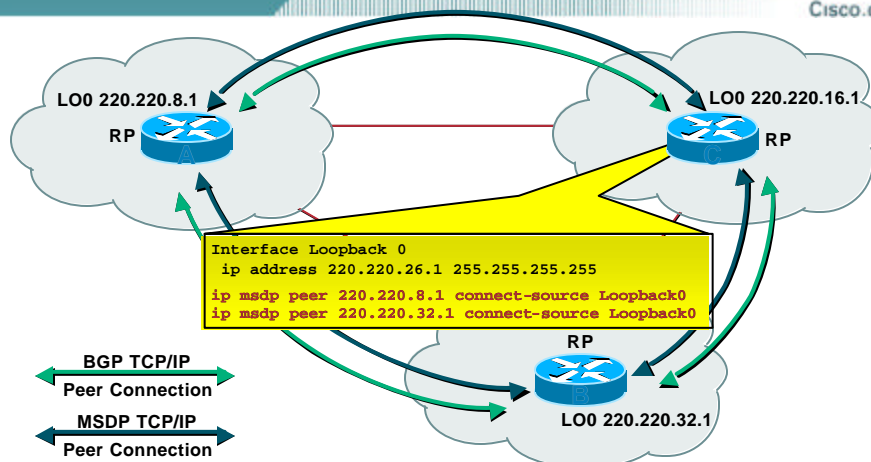 Cisco.
LO0 220.220.8.1
RP
A
LO0 220.220.16.1
RP
C
Interface Loopback 0
ip address 220.220.26.1 255.255.255.255
ip msdp peer 220.220.8.1 connect-source Loopback0
ip msdp peer 220.220.32.1 connect-source Loopback0
RP
B
LO0 220.220.32.1
BGP TCP/IP
Peer Connection
MSDP TCP/IP
Peer Connection